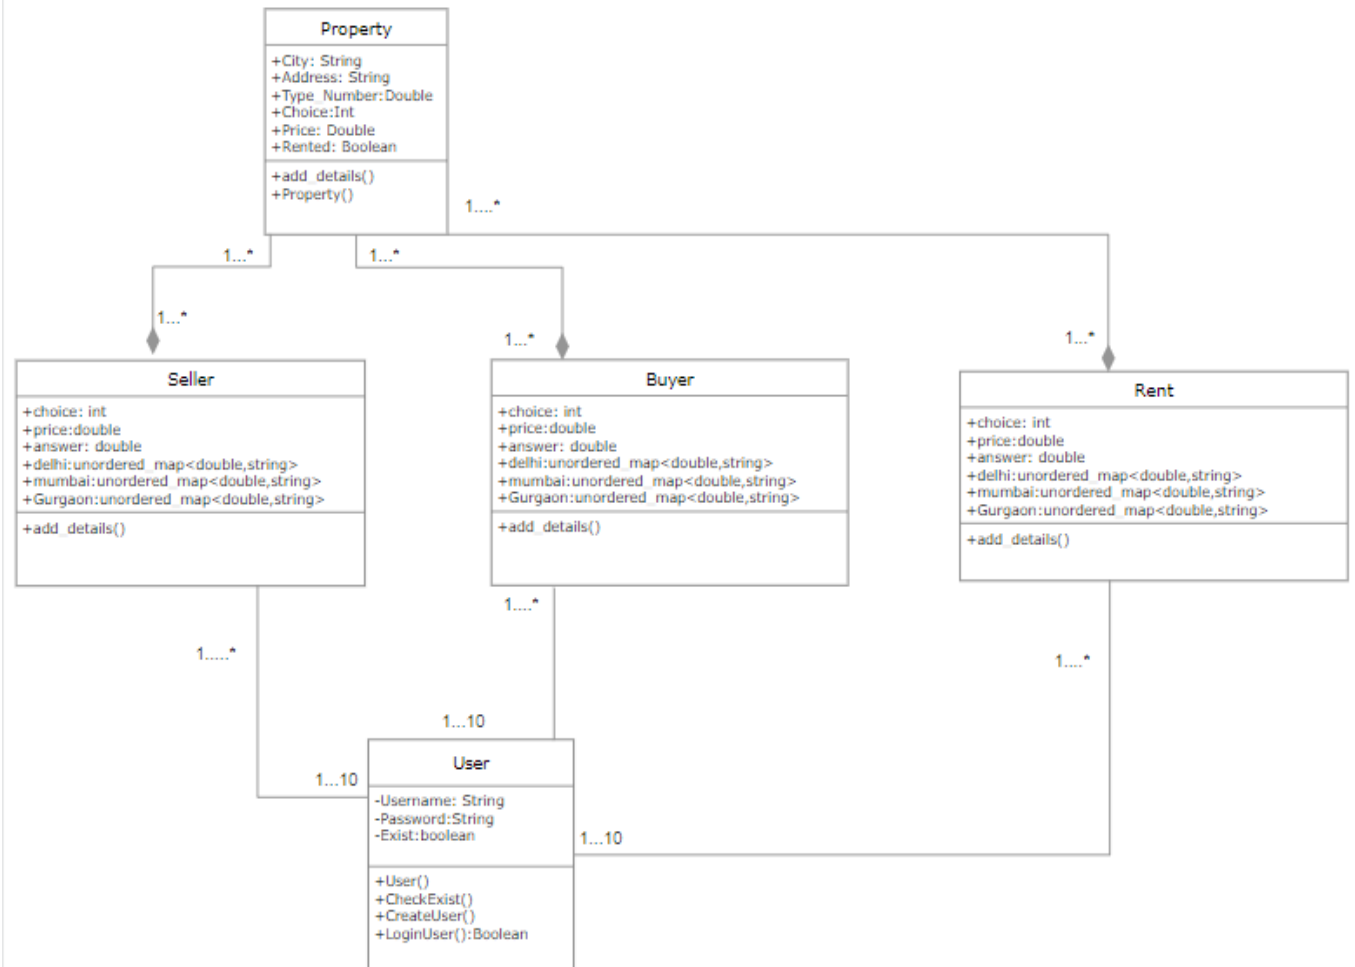 Property
+City: String
+Address: String
+Type_Number:Double
+Choice:Int
+Price: Double
+Rented: Boolean
+add_details()
+Property()
1....*
1...*
1...*
1...*
1...*
1...*
Seller
+choice: int
+price:double
+answer: double
+delhi:unordered_map<double,string>
+mumbai:unordered_map<double,string>
+Gurgaon:unordered_map<double,string>
+add_details()
Buyer
+choice: int
+price:double
+answer: double
+delhi:unordered_map<double,string>
+mumbai:unordered_map<double,string>
+Gurgaon:unordered_map<double,string>
+add_details()
Rent
+choice: int
+price:double
+answer: double
+delhi:unordered_map<double,string>
+mumbai:unordered_map<double,string>
+Gurgaon:unordered_map<double,string>
+add_details()
1....*
1.....*
1....*
1...10
1...10
1...10
User
-Username: String
-Password:String
-Exist:boolean
+User()
+CheckExist()
+CreateUser()
+LoginUser():Boolean